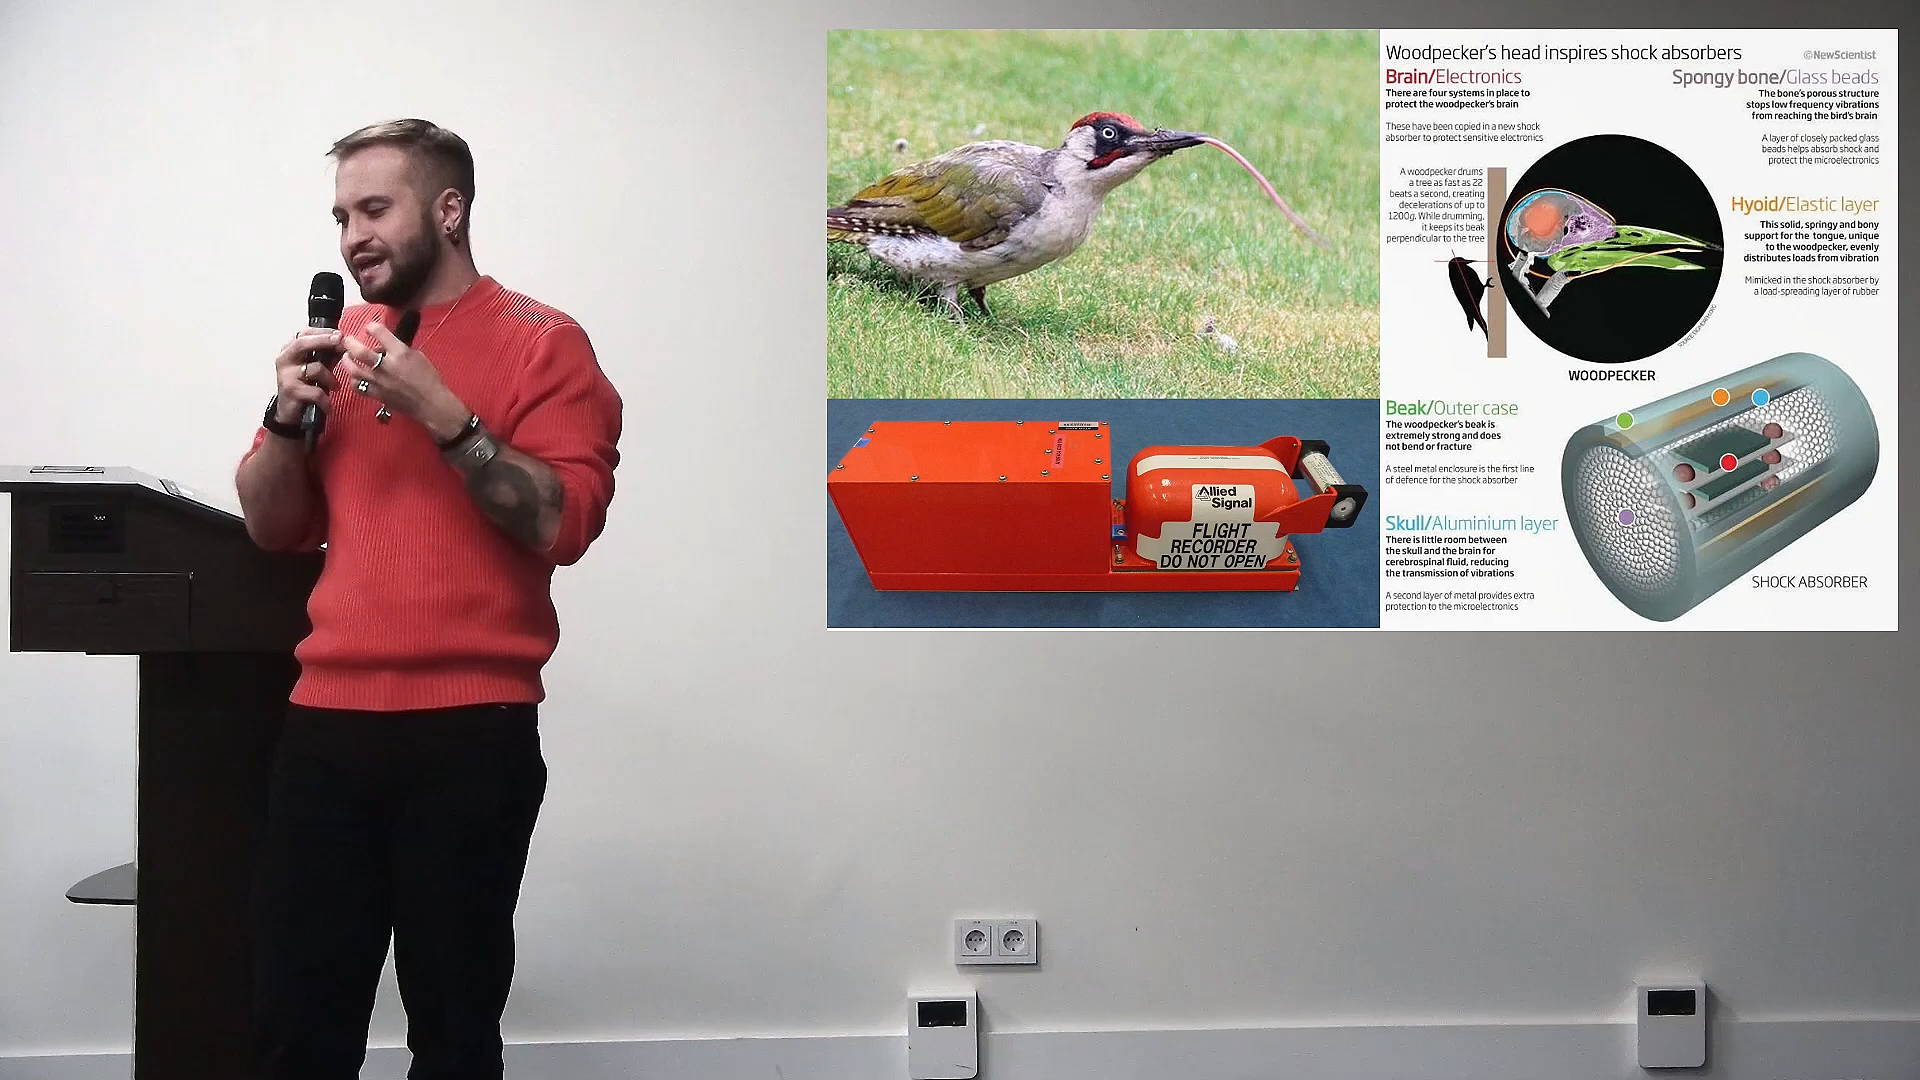 Woodpecker's head inspires shock absorbers
©NewScientist
Brain/Electronics
There are four systems in place to
protect the woodpecker's brain
These have been copied in a new shock
absorber to protect sensitive electronics
Spongy bone/Glass beads
The bone's porous structure
stops low frequency vibrations
from reaching the bird's brain
A layer of closely packed glass
beads helps absorb shock and
protect the microelectronics
A woodpecker drums
a tree as fast as 22
beats a second, creating
decelerations of up to
1200g. While drumming,
it keeps its beak
perpendicular to the tree
Hyoid/Elastic layer
This solid, springy and bony
support for the tongue, unique
to the woodpecker, evenly
distributes loads from vibration
Mimicked in the shock absorber by
a load-spreading layer of rubber
WOODPECKER
Beak/Outer case
The woodpecker's beak is
extremely strong and does
not bend or fracture
A steel metal enclosure is the first line
of defence for the shock absorber
Skull/Aluminium layer
There is little room between
the skull and the brain for
cerebrospinal fluid, reducing
the transmission of vibrations
A second layer of metal provides extra
protection to the microelectronics
SHOCK ABSORBER
Allied
Signal
FLIGHT
RECORDER
DO NOT OPEN